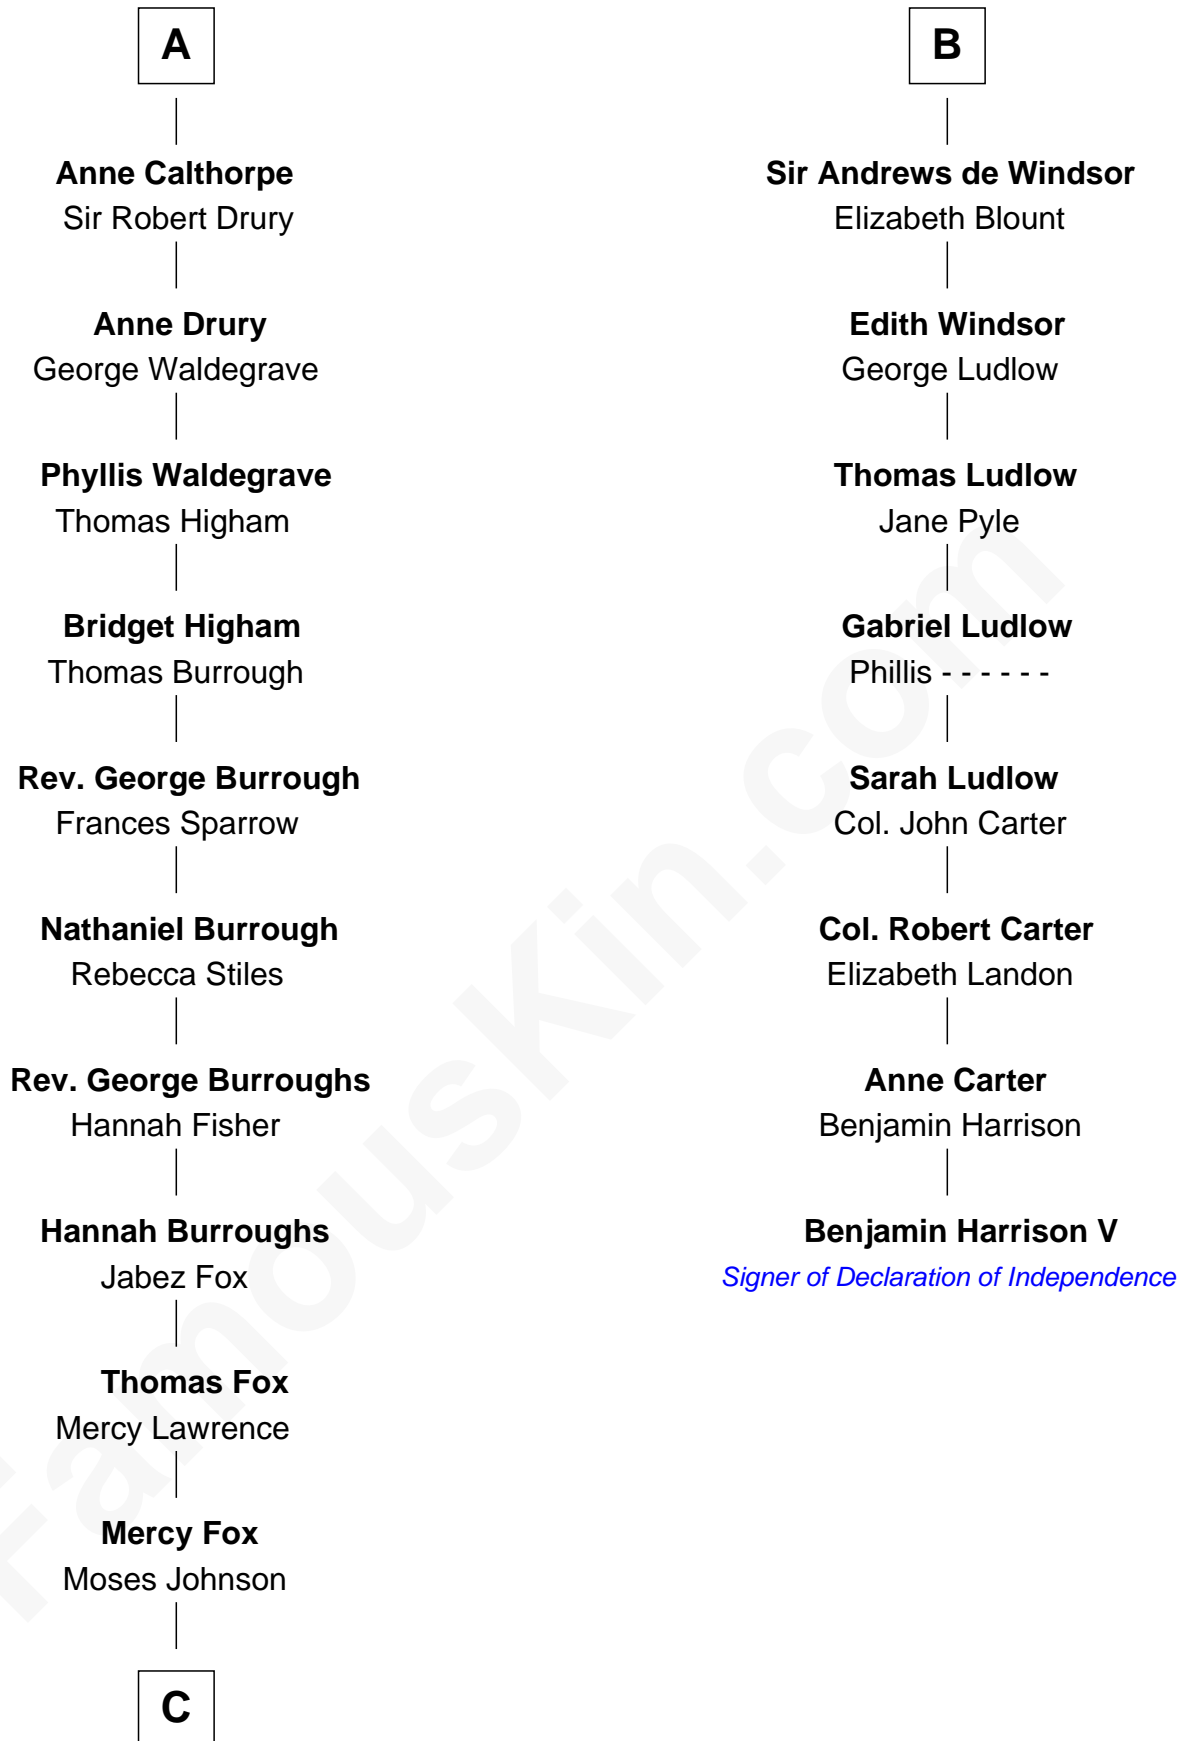 A
Anne Calthorpe
Sir Robert Drury
Anne Drury
George Waldegrave
Phyllis Waldegrave
Thomas Higham
Bridget Higham
Thomas Burrough
Rev. George Burrough
Frances Sparrow
Nathaniel Burrough
Rebecca Stiles
Rev. George Burroughs
Hannah Fisher
Hannah Burroughs
Jabez Fox
Thomas Fox
Mercy Lawrence
Mercy Fox
Moses Johnson
C
B
Sir Andrews de Windsor
Elizabeth Blount
Edith Windsor
George Ludlow
Thomas Ludlow
Jane Pyle
Gabriel Ludlow
Phillis - - - - - -
Sarah Ludlow
Col. John Carter
Col. Robert Carter
Elizabeth Landon
Anne Carter
Benjamin Harrison
Benjamin Harrison V
Signer of Declaration of Independence
FamousKin.com